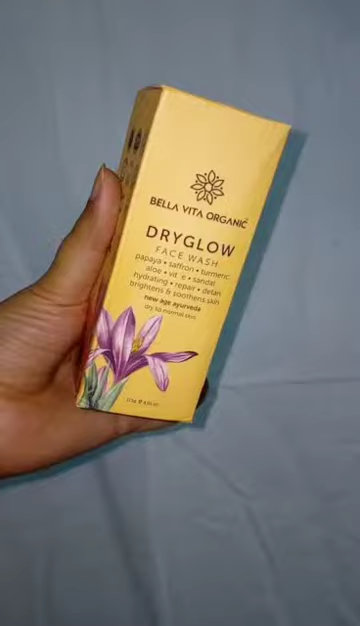 BELLA VITA ORGANIC
DRYGLOW
FACE WASH
papaya • saffron • turmeric
aloe • vit e • sandal
hydrating • repair • detan
brightens & soothens skin
new age ayurveda
dry to normal skin